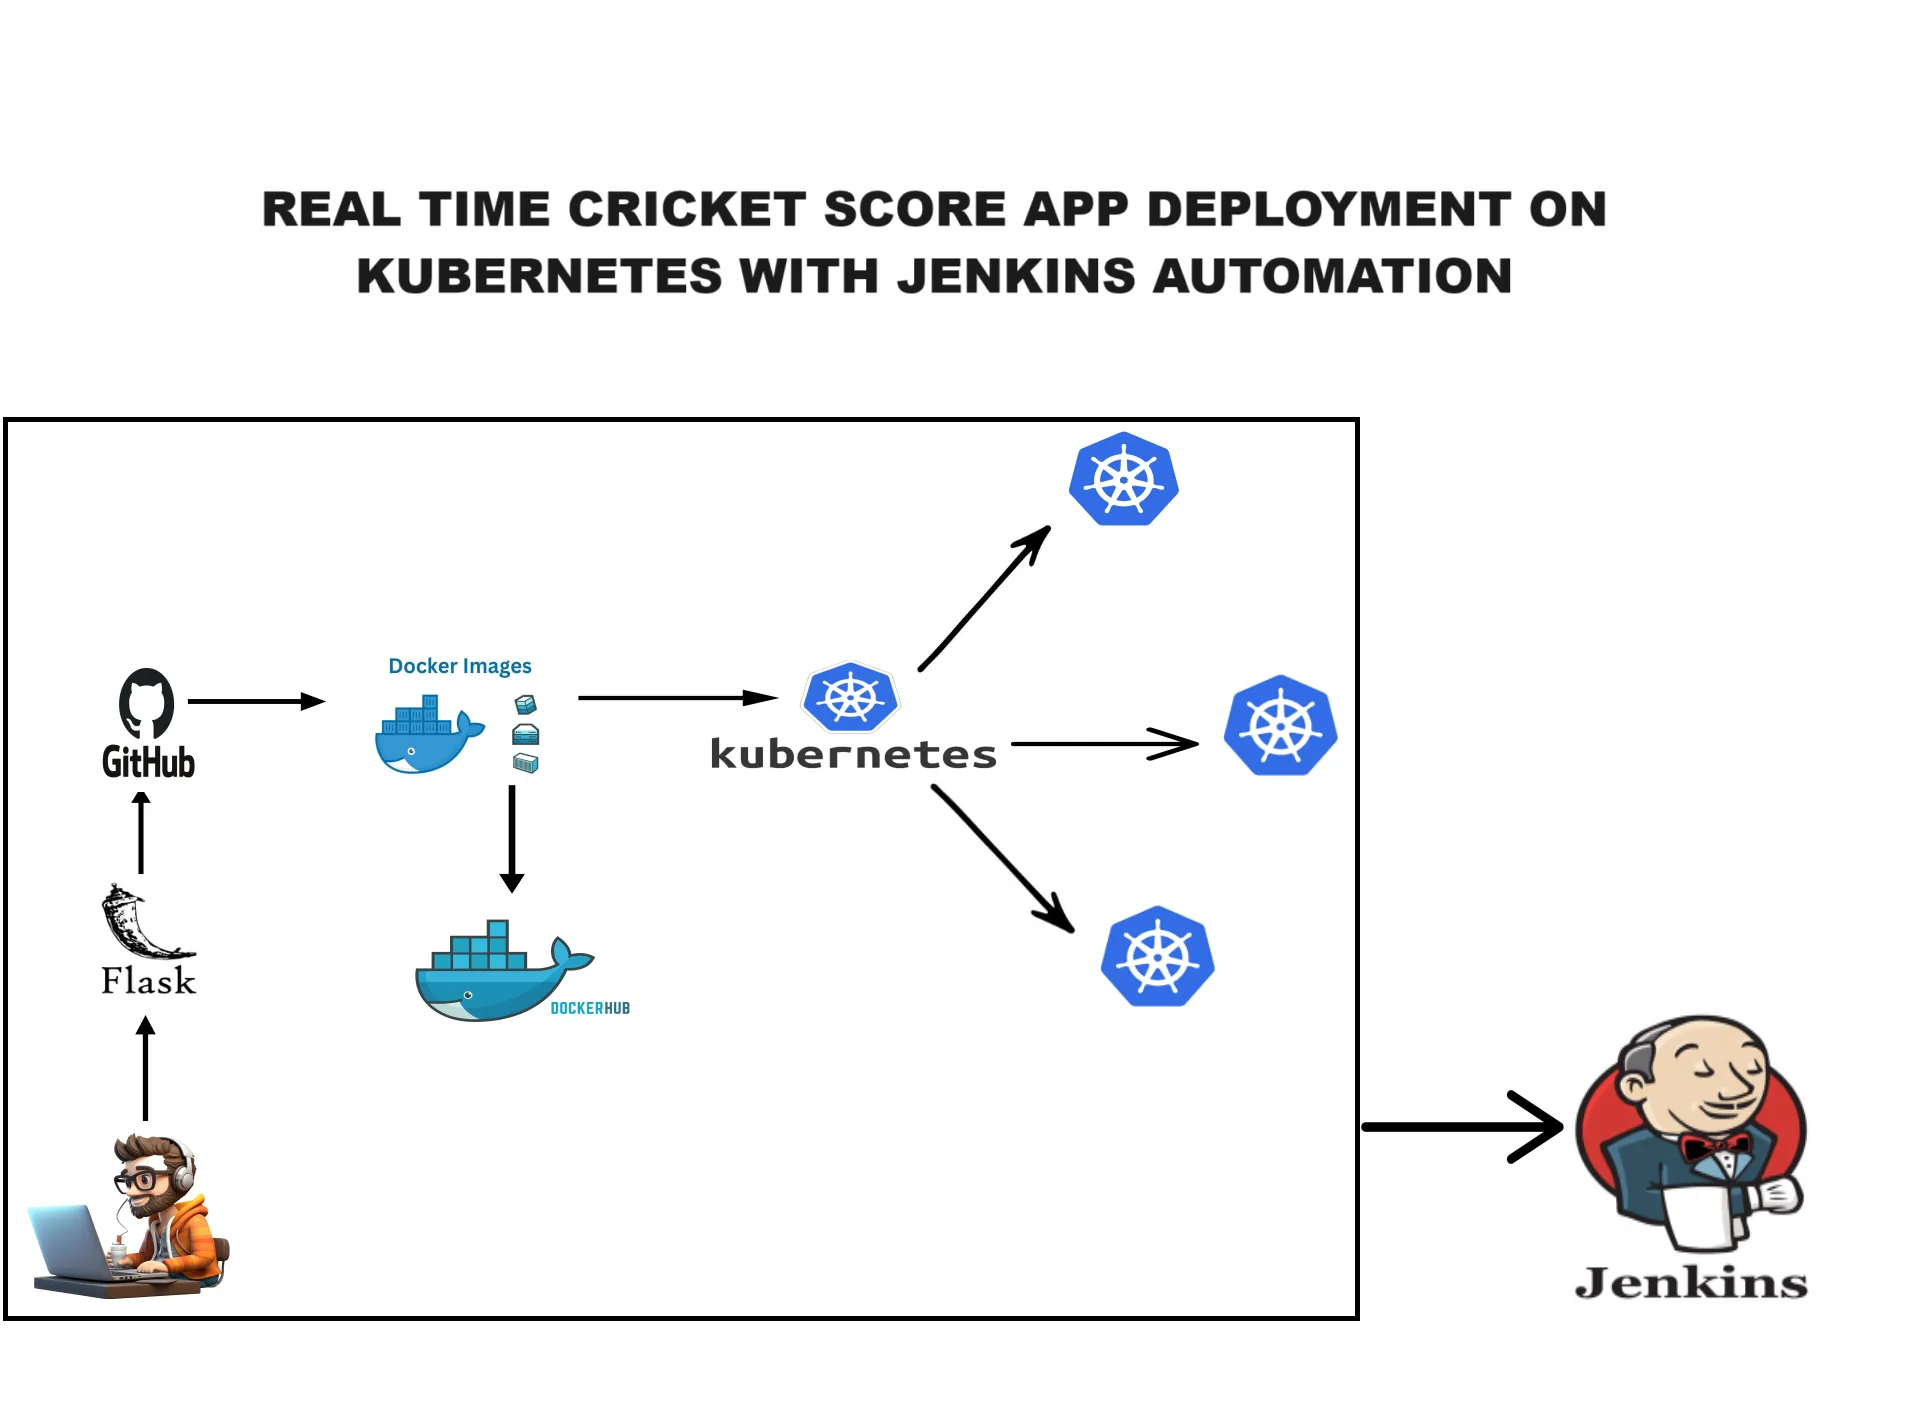 REAL TIME CRICKET SCORE APP DEPLOYMENT ON
KUBERNETES WITH JENKINS AUTOMATION
Docker Images
GitHub
kubernetes
Flask
DOCKERHUB
Jenkins